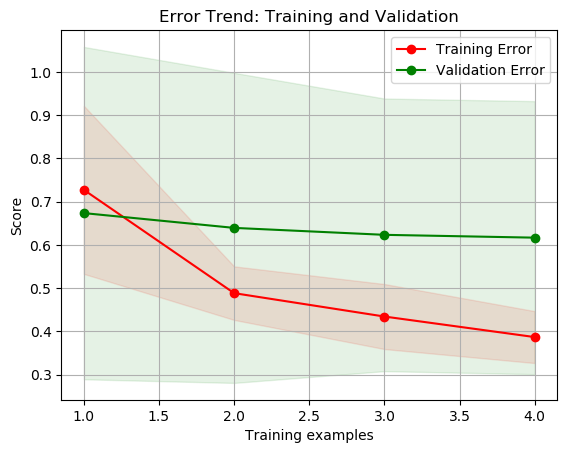 Error Trend: Training and Validation
Training Error
Validation Error
Score
1.0
0.9
0.8
0.7
0.6
0.5
0.4
0.3
1.0 1.5 2.0 2.5 3.0 3.5 4.0
Training examples